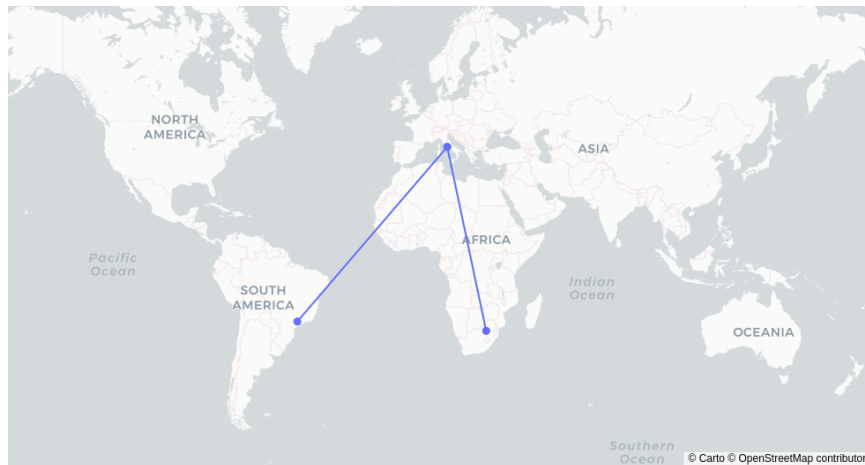 NORTH
AMERICA
ASIA
Pacific
Ocean
AFRICA
SOUTH
AMERICA
Indian
Ocean
OCEANIA
Southern
Ocean
© Carto © OpenStreetMap contributor